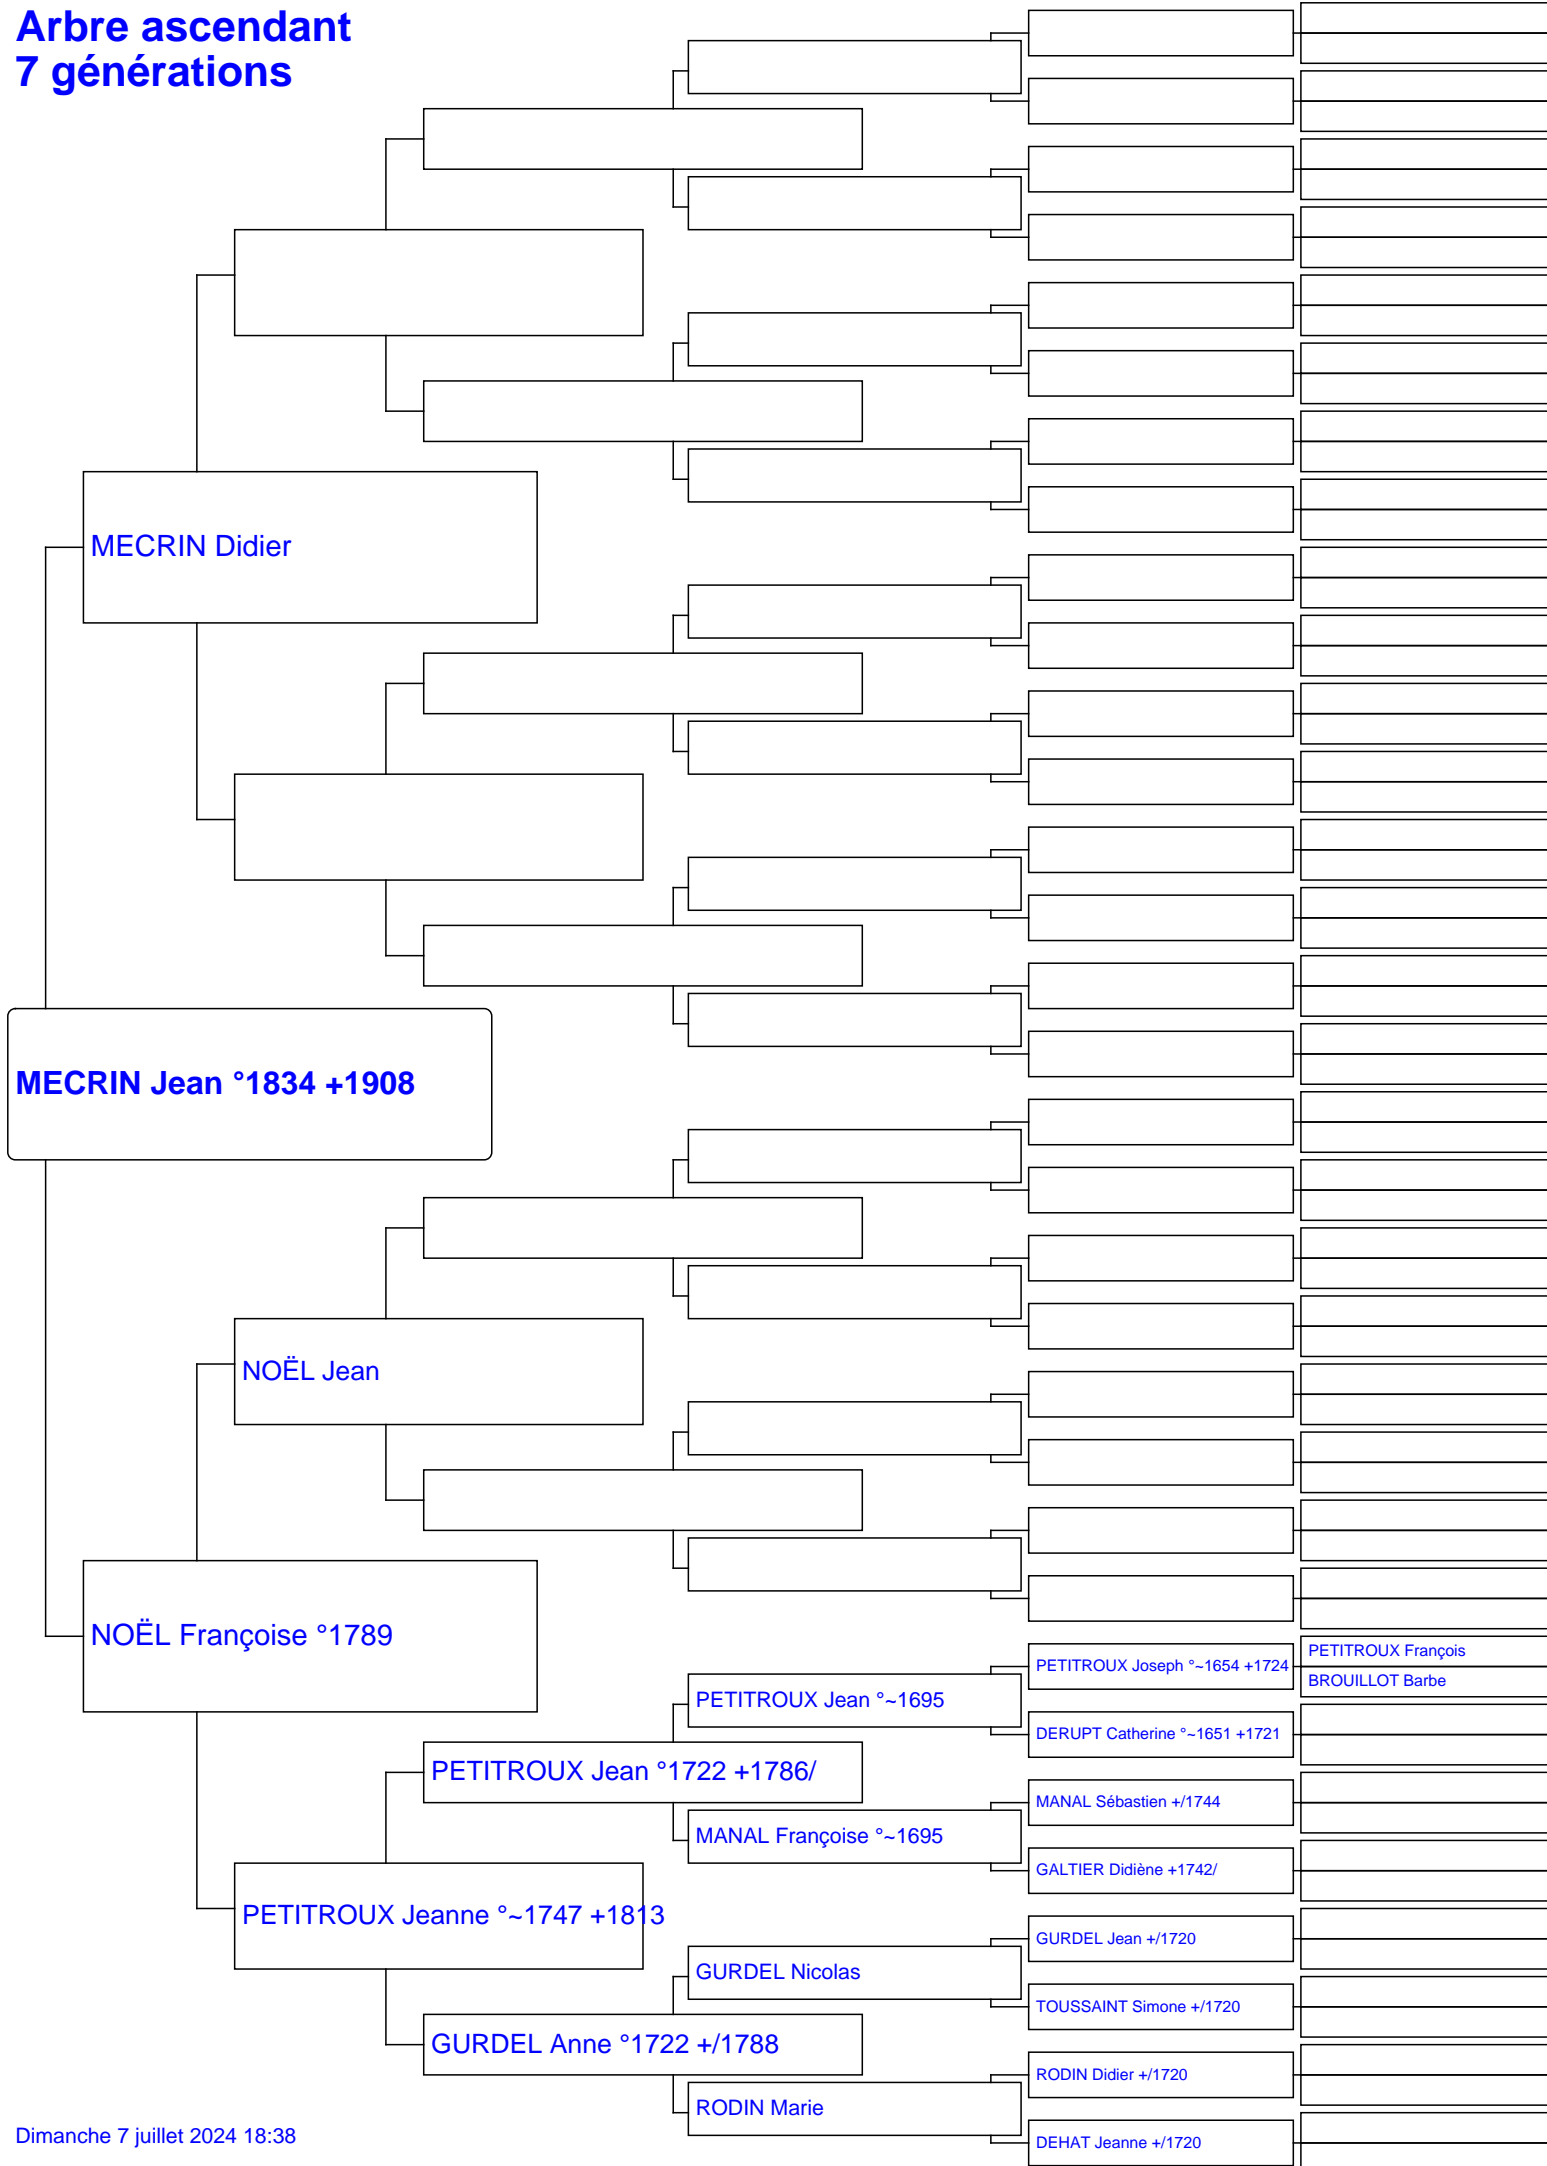 Arbre ascendant
7 générations
MECRIN Didier
MECRIN Jean °1834 +1908
NOËL Jean
NOËL Françoise °1789
PETITROUX François
PETITROUX Joseph °~1654 +1724
BROUILLOT Barbe
PETITROUX Jean °~1695
DERUPT Catherine °~1651 +1721
PETITROUX Jean °1722 +1786/
MANAL Sébastien +/1744
MANAL Françoise °~1695
GALTIER Didiène +1742/
PETITROUX Jeanne °~1747 +1813
GURDEL Jean +/1720
GURDEL Nicolas
TOUSSAINT Simone +/1720
GURDEL Anne °1722 +/1788
RODIN Didier +/1720
RODIN Marie
DEHAT Jeanne +/1720
Dimanche 7 juillet 2024 18:38